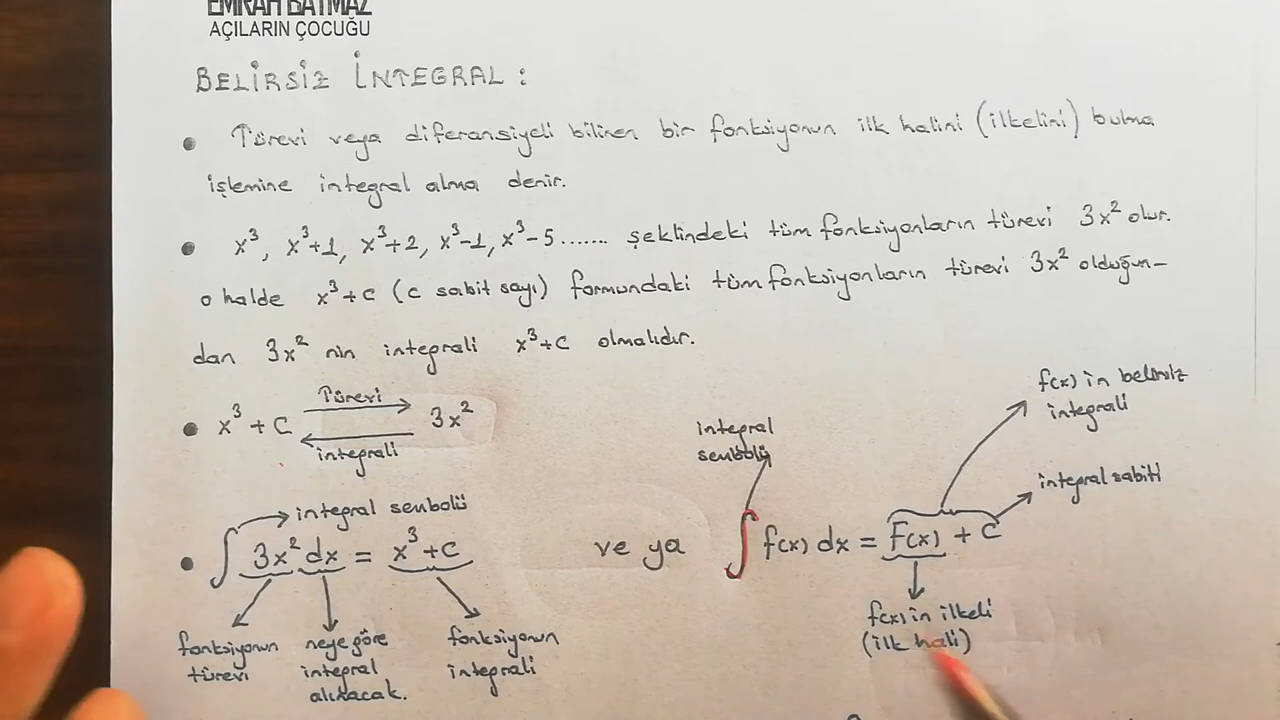 EMRAH BATMAZ
AÇILARIN ÇOCUĞU
BELİRSİZ İNTEGRAL :
• Türevi veya diferansiyeli bilinen bir fonksiyonun ilk halini (ilkelini) bulma
işlemine integral alma denir.
• x³, x³+1, x³+2, x³-1, x³-5....... şeklindeki tüm fonksiyonların türevi 3x² olur.
o halde x³+c (c sabit sayı) formundaki tüm fonksiyonların türevi 3x² olduğun-
dan 3x² nin integrali x³+c olmalıdır.
• x³ + C Türevi 3x²
integrali
integral
senbolü
f(x) in belirsiz
integrali
integral sabiti
integral senbolü
• ∫ 3x² dx = x³ + C ve ya ∫ f(x) dx = F(x) + C
fonksiyonun
türevi
neye göre
integral
alınacak.
fonksiyonun
integrali
f(x) in ilkeli
(ilk hali)